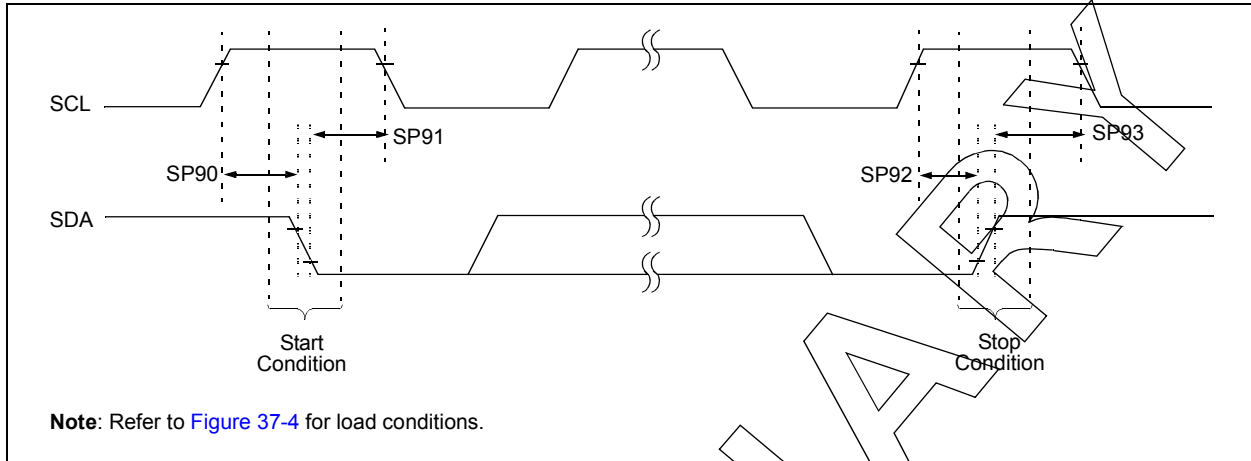 SCL
SP91
SP93
SP90
SP92
SDA
Start
Condition
Stop
Condition
Note: Refer to Figure 37-4 for load conditions.